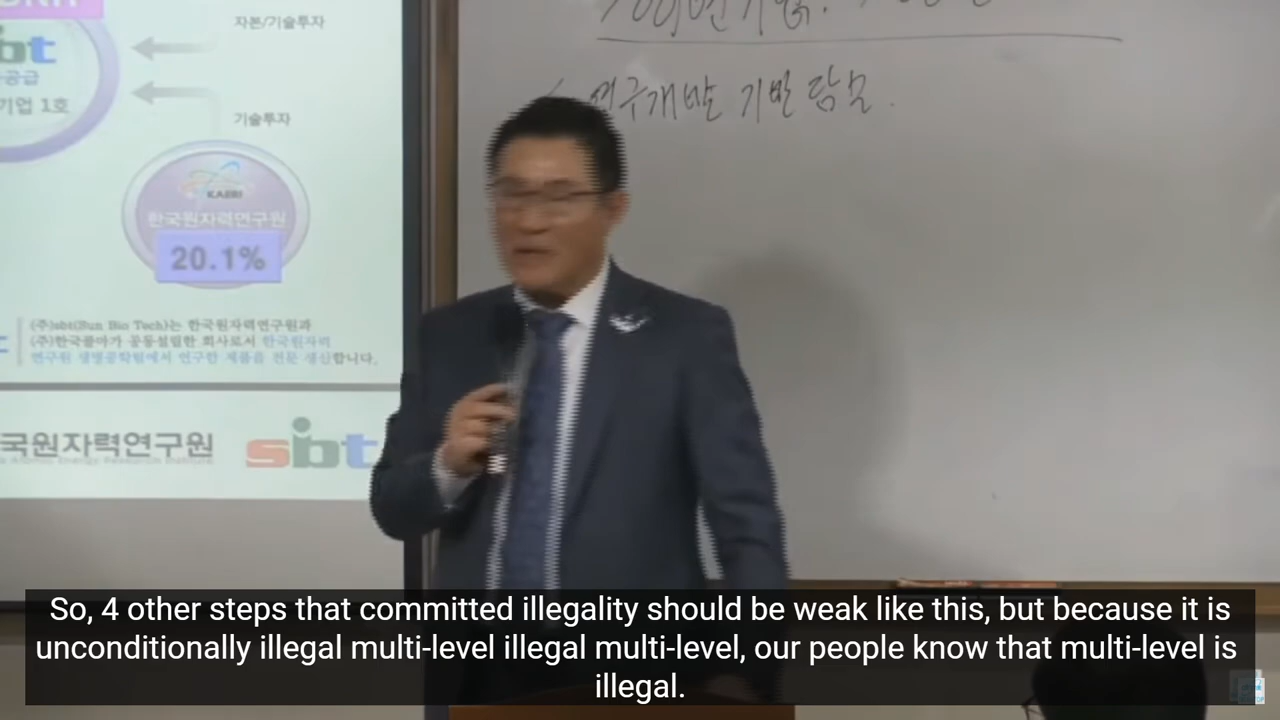 자본/기술투자
bt
공급
기업 1호
기술투자
KAERI
한국원자력연구원
20.1%
(주)sbt(Sun Bio Tech)는 한국원자력연구원과
(주)한국콜마가 공동설립한 회사로서 한국원자력
연구원 생명공학팀에서 연구한 제품을 전문 생산합니다.
국원자력연구원
sbt
연구개발 기반 담보.
So, 4 other steps that committed illegality should be weak like this, but because it is
unconditionally illegal multi-level illegal multi-level, our people know that multi-level is
illegal.